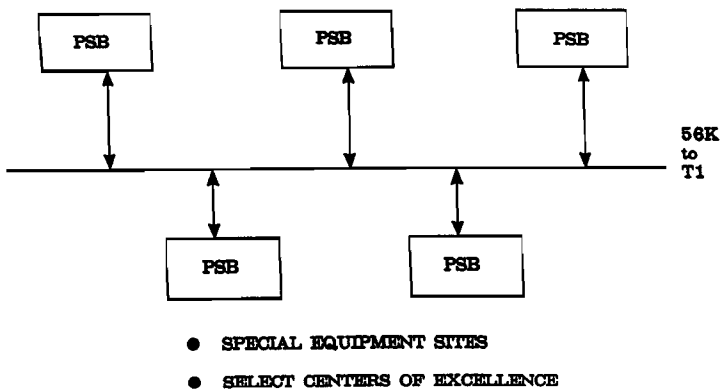 PSB
PSB
PSB
56K
to
T1
PSB
PSB
● SPECIAL EQUIPMENT SITES
● SELECT CENTERS OF EXCELLENCE